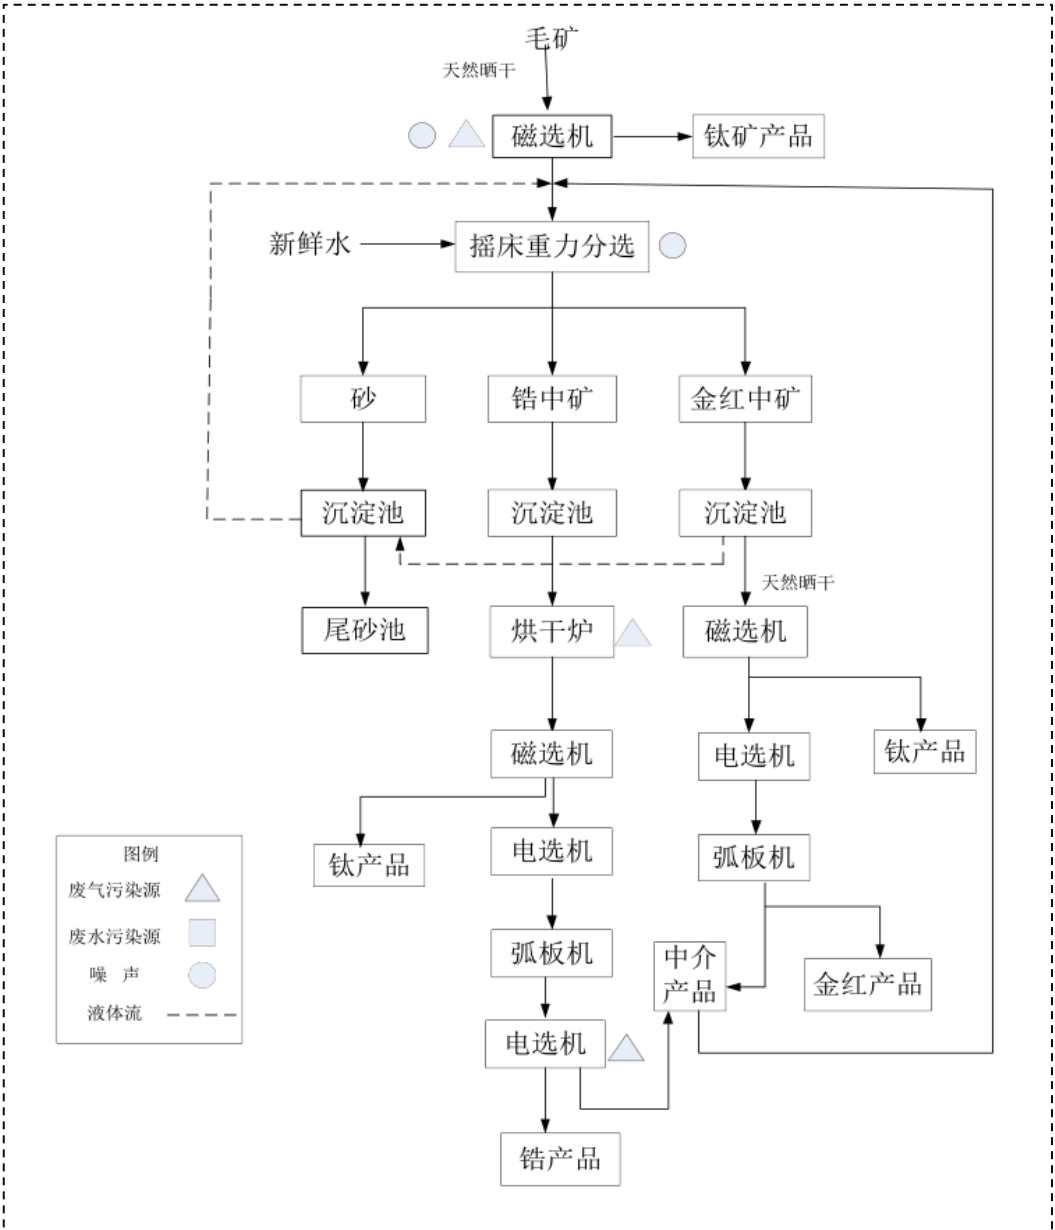 毛矿
天然晒干
磁选机
钛矿产品
新鲜水
摇床重力分选
砂
锆中矿
金红中矿
沉淀池
沉淀池
沉淀池
天然晒干
尾砂池
烘干炉
磁选机
磁选机
电选机
钛产品
钛产品
电选机
弧板机
图例
废气污染源
废水污染源
噪 声
液体流
弧板机
中介
产品
金红产品
电选机
锆产品